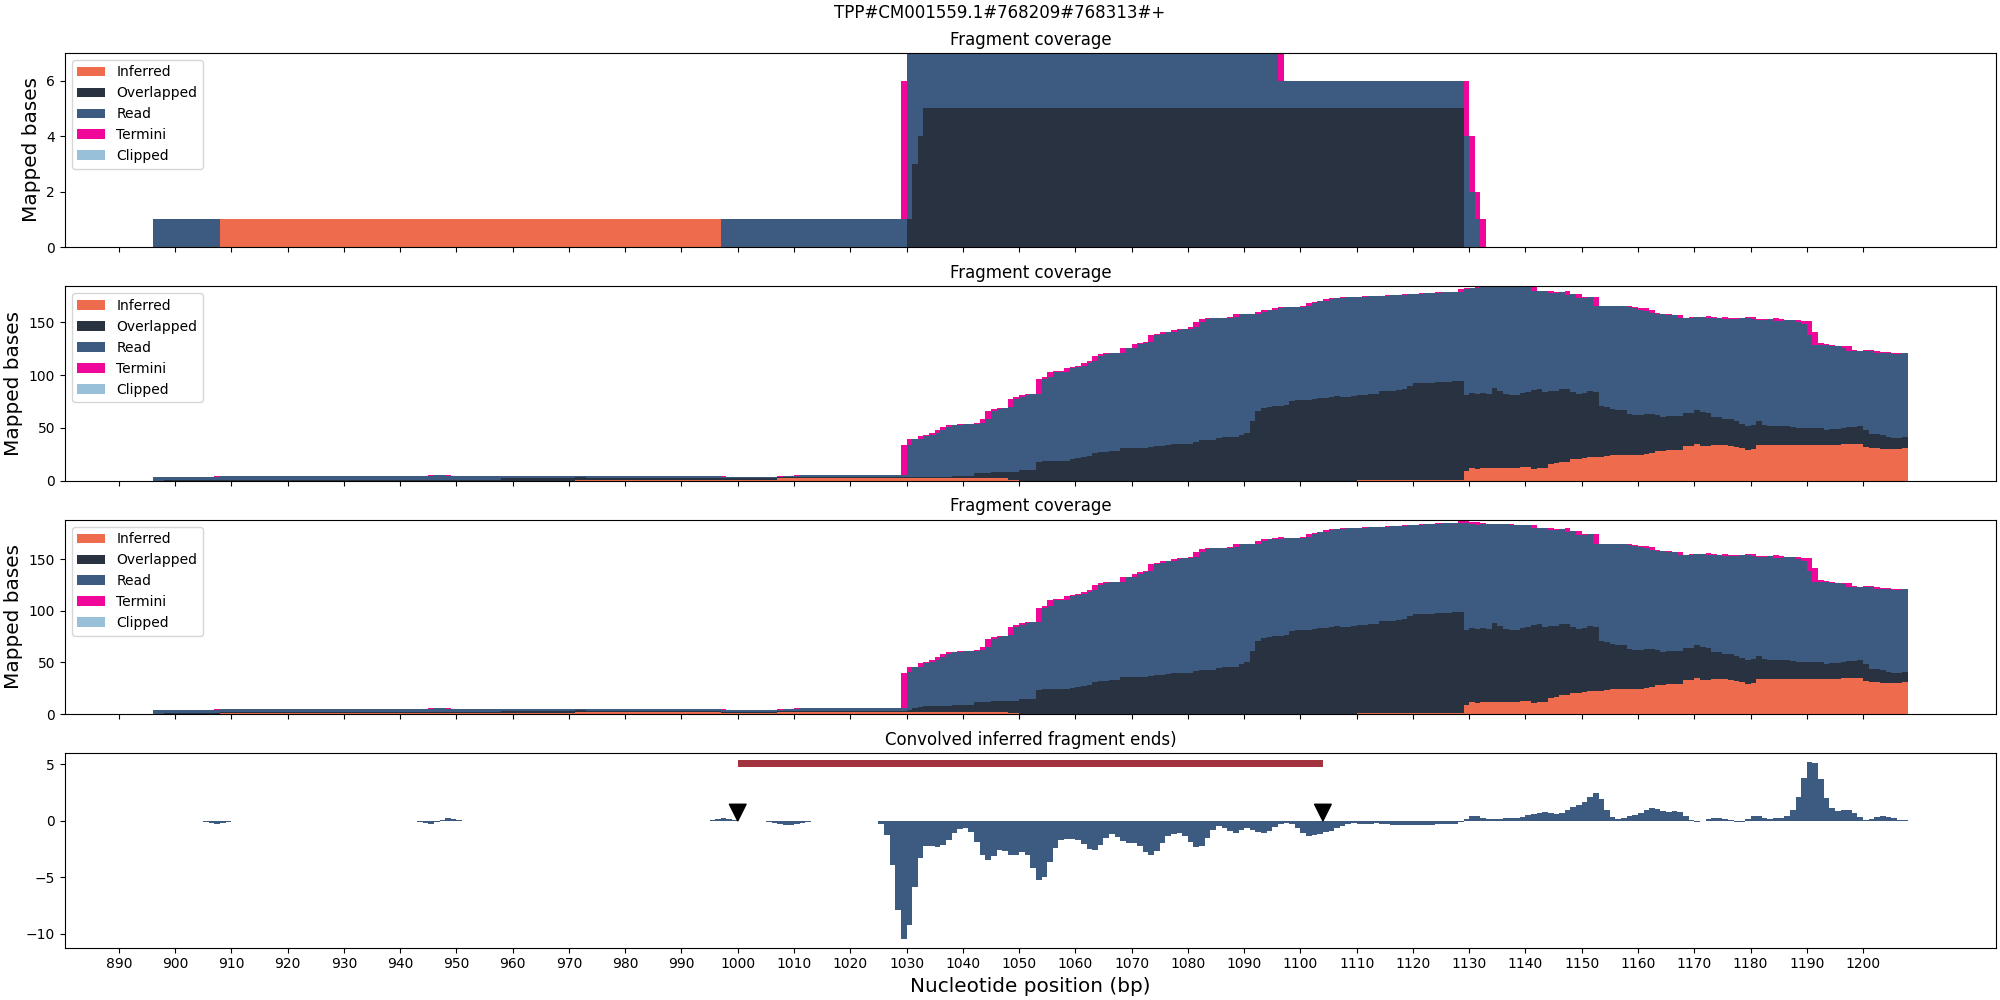 TPP#CM001559.1#768209#768313#+
Fragment coverage
Mapped bases
6
4
2
0
Inferred
Overlapped
Read
Termini
Clipped
Fragment coverage
Mapped bases
150
100
50
0
Inferred
Overlapped
Read
Termini
Clipped
Fragment coverage
Mapped bases
150
100
50
0
Inferred
Overlapped
Read
Termini
Clipped
Convolved inferred fragment ends)
5
0
−5
−10
890 900 910 920 930 940 950 960 970 980 990 1000 1010 1020 1030 1040 1050 1060 1070 1080 1090 1100 1110 1120 1130 1140 1150 1160 1170 1180 1190 1200
Nucleotide position (bp)